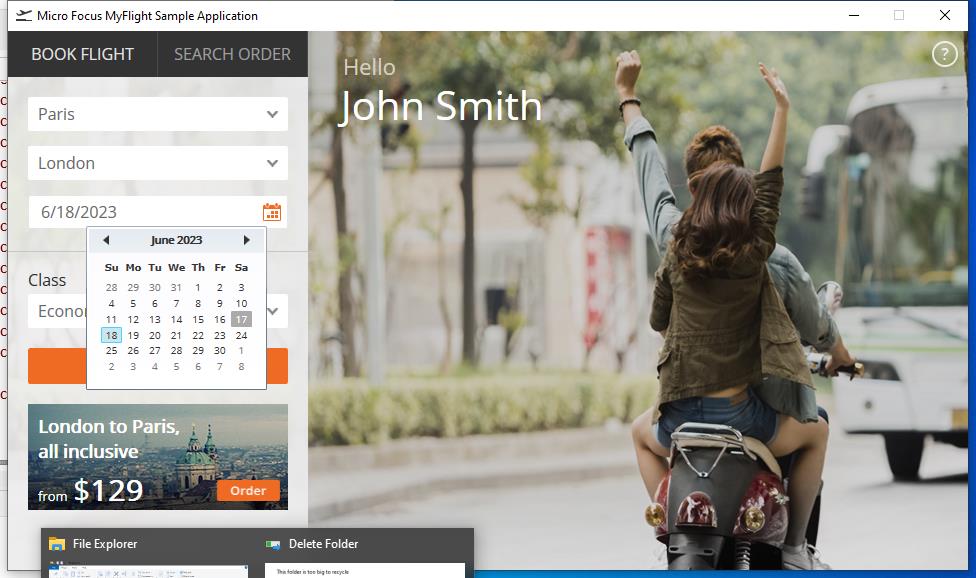 Micro Focus MyFlight Sample Application
BOOK FLIGHT
SEARCH ORDER
?
Hello
John Smith
Paris
London
6/18/2023
June 2023
Su Mo Tu We Th Fr Sa
28 29 30 31 1 2 3
4 5 6 7 8 9 10
11 12 13 14 15 16 17
18 19 20 21 22 23 24
25 26 27 28 29 30 1
2 3 4 5 6 7 8
Class
Econo
London to Paris,
all inclusive
from $129
Order
File Explorer
Delete Folder
This folder is too big to recycle